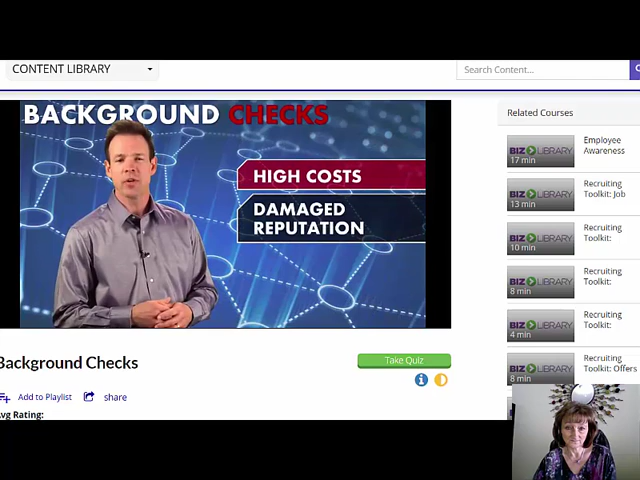 CONTENT LIBRARY
Search Content...
BACKGROUND CHECKS
HIGH COSTS
DAMAGED
REPUTATION
Background Checks
Take Quiz
Add to Playlist
share
vg Rating:
Related Courses
BIZ LIBRARY
17 min
Employee
Awareness
BIZ LIBRARY
13 min
Recruiting
Toolkit: Job
BIZ LIBRARY
10 min
Recruiting
Toolkit:
BIZ LIBRARY
8 min
Recruiting
Toolkit:
BIZ LIBRARY
4 min
Recruiting
Toolkit:
BIZ LIBRARY
8 min
Recruiting
Toolkit: Offers